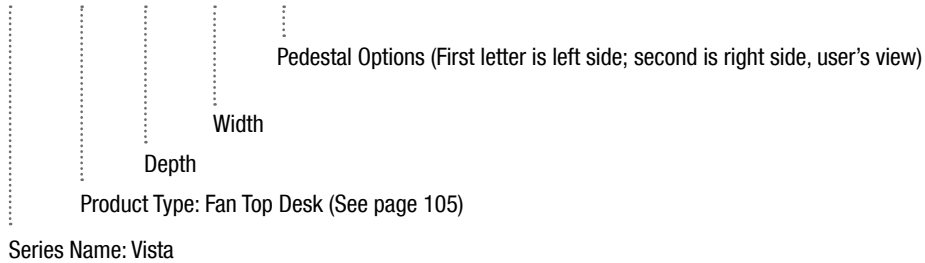 Pedestal Options (First letter is left side; second is right side, user's view)
Width
Depth
Product Type: Fan Top Desk (See page 105)
Series Name: Vista